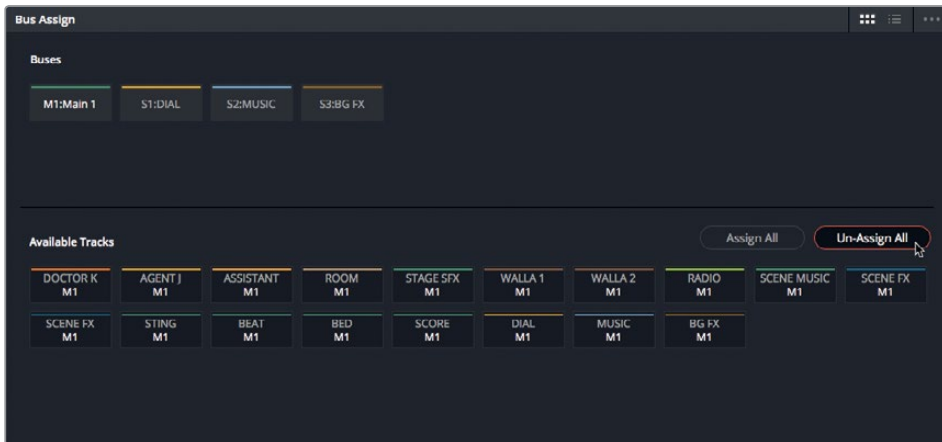 Bus Assign
Buses
M1:Main 1 S1:DIAL S2:MUSIC S3:BG FX
Available Tracks Assign All Un-Assign All
DOCTOR K AGENT J ASSISTANT ROOM STAGE SFX WALLA 1 WALLA 2 RADIO SCENE MUSIC SCENE FX
M1 M1 M1 M1 M1 M1 M1 M1 M1 M1
SCENE FX STING BEAT BED SCORE DIAL MUSIC BG FX
M1 M1 M1 M1 M1 M1 M1 M1